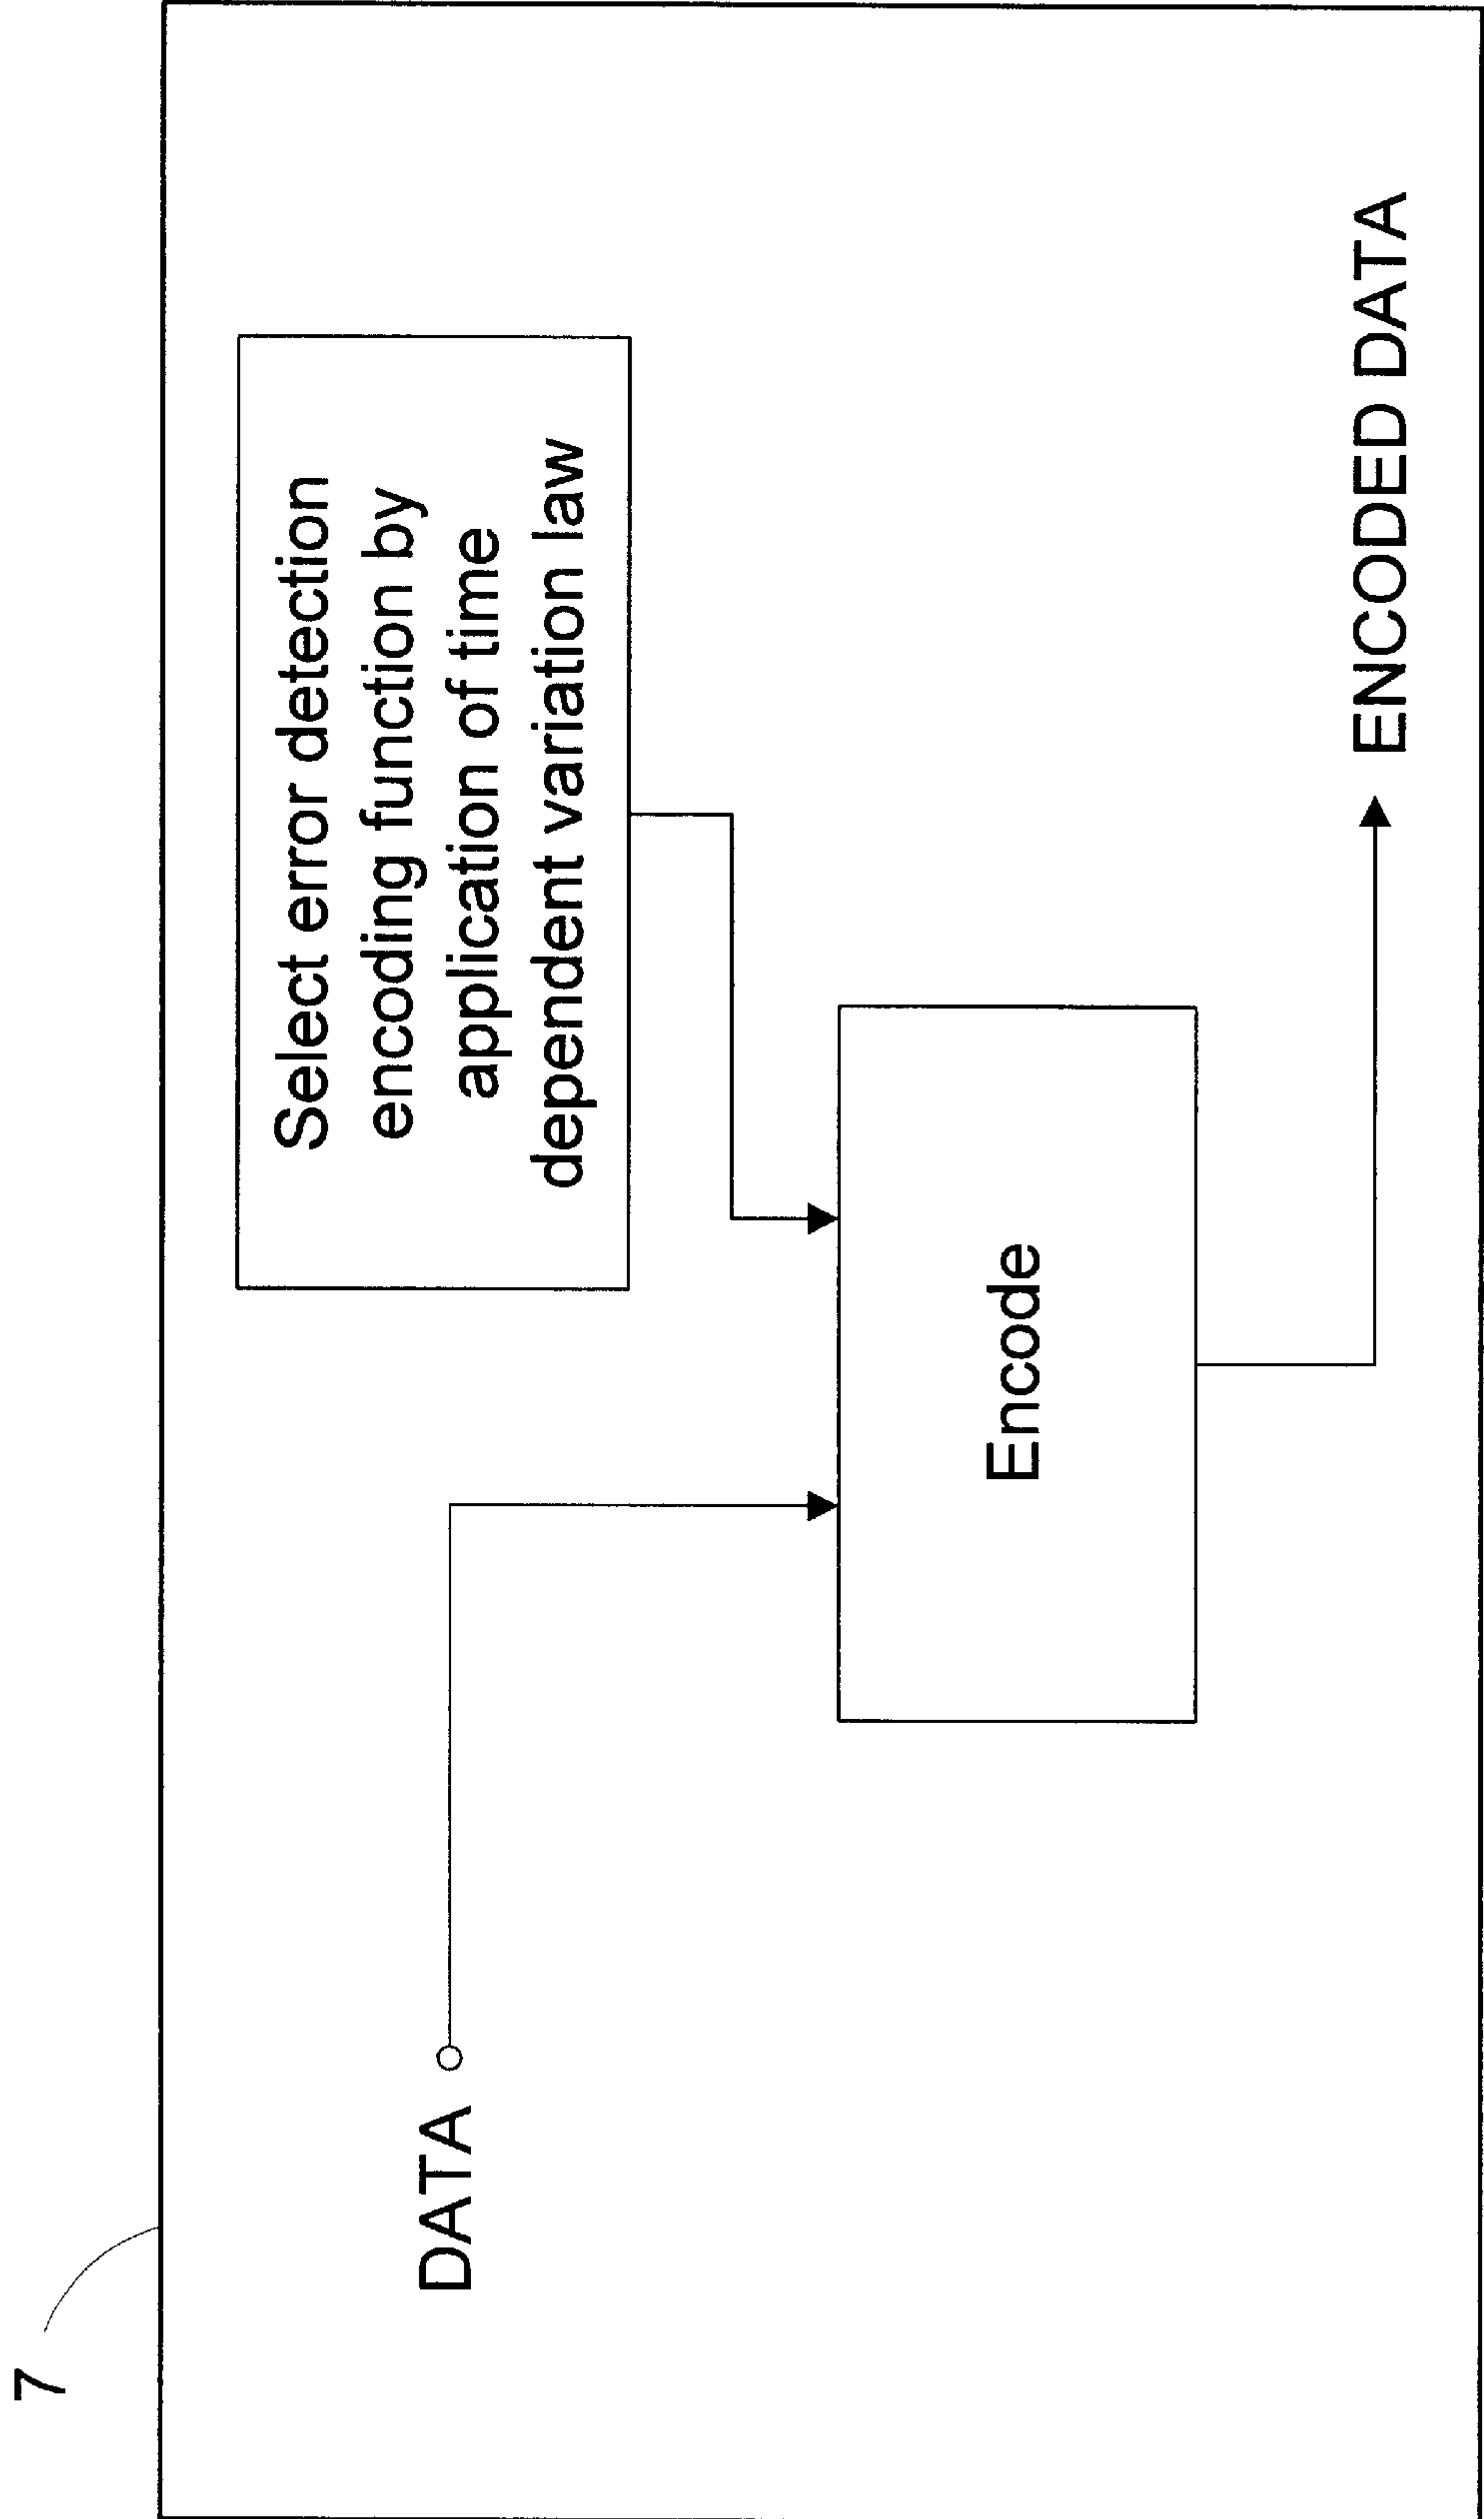 7
DATA
Select error detection
encoding function by
application of time
dependent variation law
Encode
ENCODED DATA